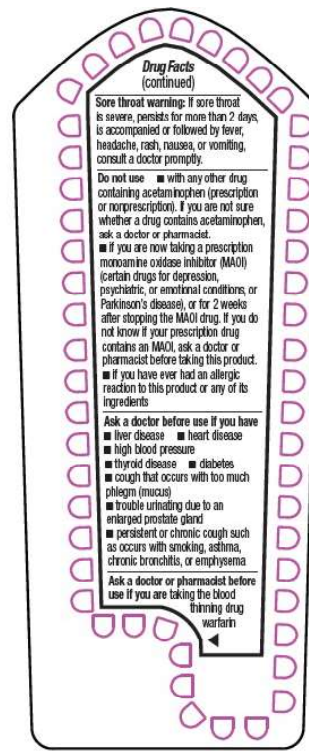 Drug Facts
(continued)
Sore throat warning: If sore throat
is severe, persists for more than 2 days,
is accompanied or followed by fever,
headache, rash, nausea, or vomiting,
consult a doctor promptly.
Do not use ■ with any other drug
containing acetaminophen (prescription
or nonprescription). If you are not sure
whether a drug contains acetaminophen,
ask a doctor or pharmacist.
■ if you are now taking a prescription
monoamine oxidase inhibitor (MAOI)
(certain drugs for depression,
psychiatric, or emotional conditions, or
Parkinson's disease), or for 2 weeks
after stopping the MAOI drug. If you do
not know if your prescription drug
contains an MAOI, ask a doctor or
pharmacist before taking this product.
■ if you have ever had an allergic
reaction to this product or any of its
ingredients
Ask a doctor before use if you have
■ liver disease ■ heart disease
■ high blood pressure
■ thyroid disease ■ diabetes
■ cough that occurs with too much
phlegm (mucus)
■ trouble urinating due to an
enlarged prostate gland
■ persistent or chronic cough such
as occurs with smoking, asthma,
chronic bronchitis, or emphysema
Ask a doctor or pharmacist before
use if you are taking the blood
thinning drug
warfarin